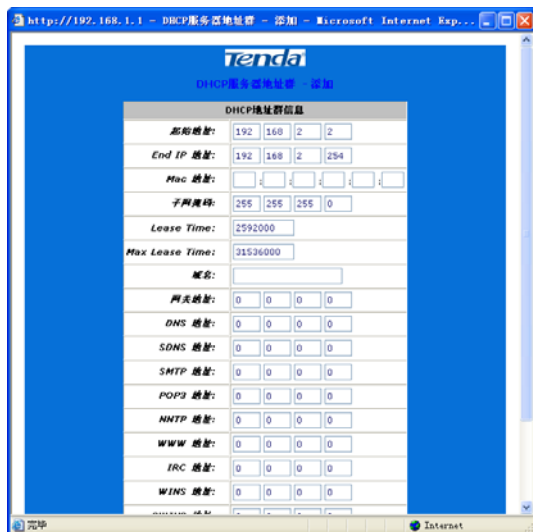 http://192.168.1.1 - DHCP服务器地址群 - 添加 - Microsoft Internet Exp...
Tenda
DHCP服务器地址群 - 添加
DHCP地址群信息
起始地址: 192 168 2 2
End IP 地址: 192 168 2 254
Mac 地址: : : : : :
子网掩码: 255 255 255 0
Lease Time: 2592000
Max Lease Time: 31536000
域名:
网关地址: 0 0 0 0
DNS 地址: 0 0 0 0
SDNS 地址: 0 0 0 0
SMTP 地址: 0 0 0 0
POP3 地址: 0 0 0 0
NNTP 地址: 0 0 0 0
WWW 地址: 0 0 0 0
IRC 地址: 0 0 0 0
WINS 地址: 0 0 0 0
完毕 Internet